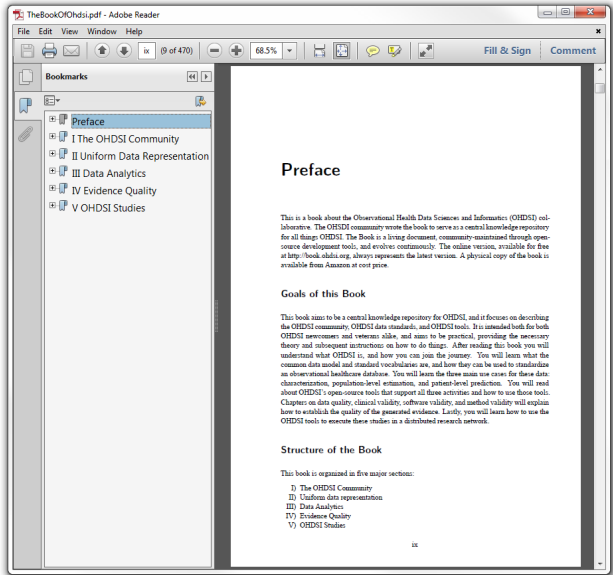 TheBookOfOhdsi.pdf - Adobe Reader
File Edit View Window Help
ix (9 of 470) 68.5% Fill & Sign Comment
Bookmarks
Preface
I The OHDSI Community
II Uniform Data Representation
III Data Analytics
IV Evidence Quality
V OHDSI Studies
Preface
This is a book about the Observational Health Data Sciences and Informatics (OHDSI) col-
laborative. The OHSDI community wrote the book to serve as a central knowledge repository
for all things OHDSI. The Book is a living document, community-maintained through open-
source development tools, and evolves continuously. The online version, available for free
at http://book.ohdsi.org, always represents the latest version. A physical copy of the book is
available from Amazon at cost price.
Goals of this Book
This book aims to be a central knowledge repository for OHDSI, and it focuses on describing
the OHDSI community, OHDSI data standards, and OHDSI tools. It is intended both for both
OHDSI newcomers and veterans alike, and aims to be practical, providing the necessary
theory and subsequent instructions on how to do things. After reading this book you will
understand what OHDSI is, and how you can join the journey. You will learn what the
common data model and standard vocabularies are, and how they can be used to standardize
an observational healthcare database. You will learn the three main use cases for these data:
characterization, population-level estimation, and patient-level prediction. You will read
about OHDSI's open-source tools that support all three activities and how to use those tools.
Chapters on data quality, clinical validity, software validity, and method validity will explain
how to establish the quality of the generated evidence. Lastly, you will learn how to use the
OHDSI tools to execute these studies in a distributed research network.
Structure of the Book
This book is organized in five major sections:
I) The OHDSI Community
II) Uniform data representation
III) Data Analytics
IV) Evidence Quality
V) OHDSI Studies
ix